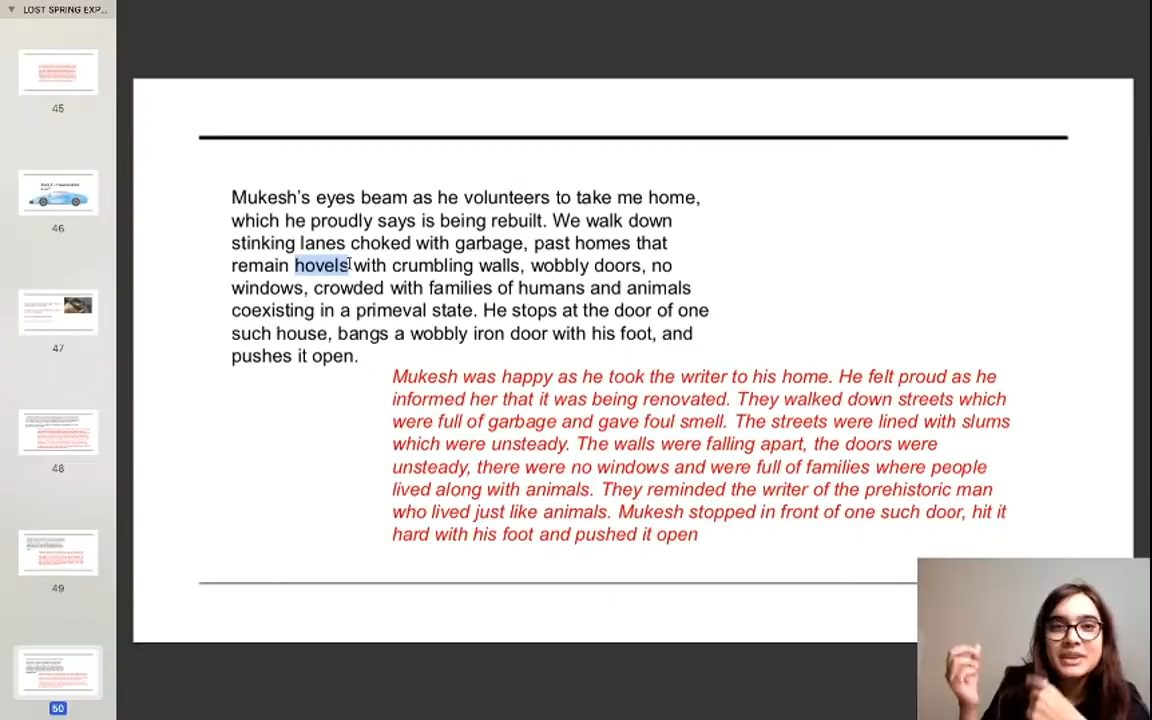 LOST SPRING EXP...
45
46
47
48
49
50
Mukesh's eyes beam as he volunteers to take me home,
which he proudly says is being rebuilt. We walk down
stinking lanes choked with garbage, past homes that
remain hovels with crumbling walls, wobbly doors, no
windows, crowded with families of humans and animals
coexisting in a primeval state. He stops at the door of one
such house, bangs a wobbly iron door with his foot, and
pushes it open.
Mukesh was happy as he took the writer to his home. He felt proud as he
informed her that it was being renovated. They walked down streets which
were full of garbage and gave foul smell. The streets were lined with slums
which were unsteady. The walls were falling apart, the doors were
unsteady, there were no windows and were full of families where people
lived along with animals. They reminded the writer of the prehistoric man
who lived just like animals. Mukesh stopped in front of one such door, hit it
hard with his foot and pushed it open